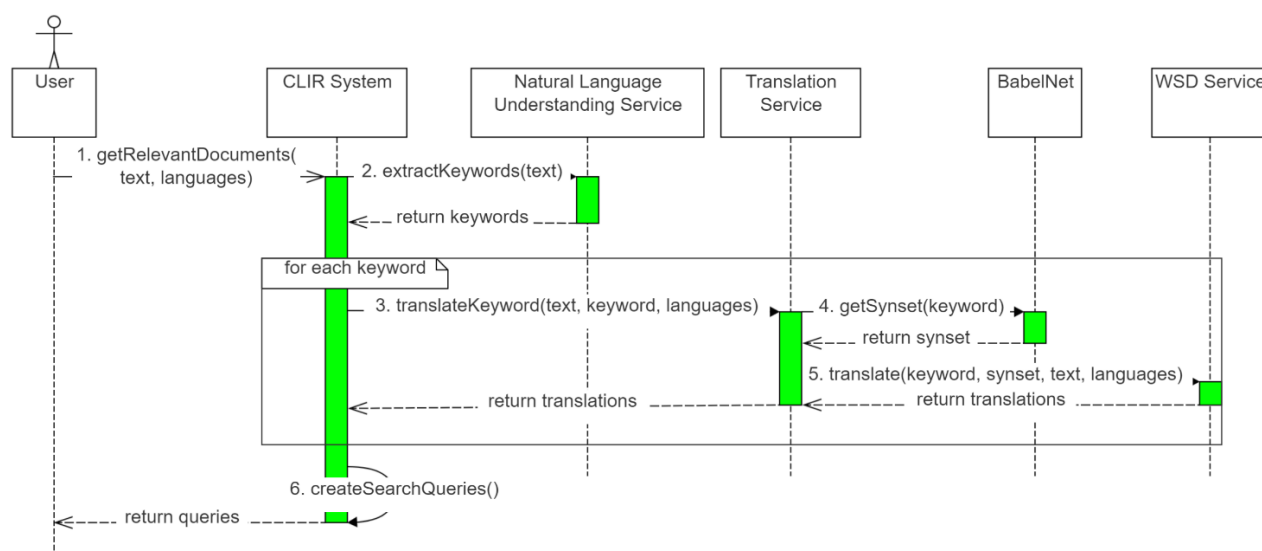 User
CLIR System
Natural Language
Understanding Service
Translation
Service
BabelNet
WSD Service
1. getRelevantDocuments(
text, languages)
2. extractKeywords(text)
return keywords
for each keyword
3. translateKeyword(text, keyword, languages)
4. getSynset(keyword)
return synset
5. translate(keyword, synset, text, languages)
return translations
return translations
6. createSearchQueries()
return queries